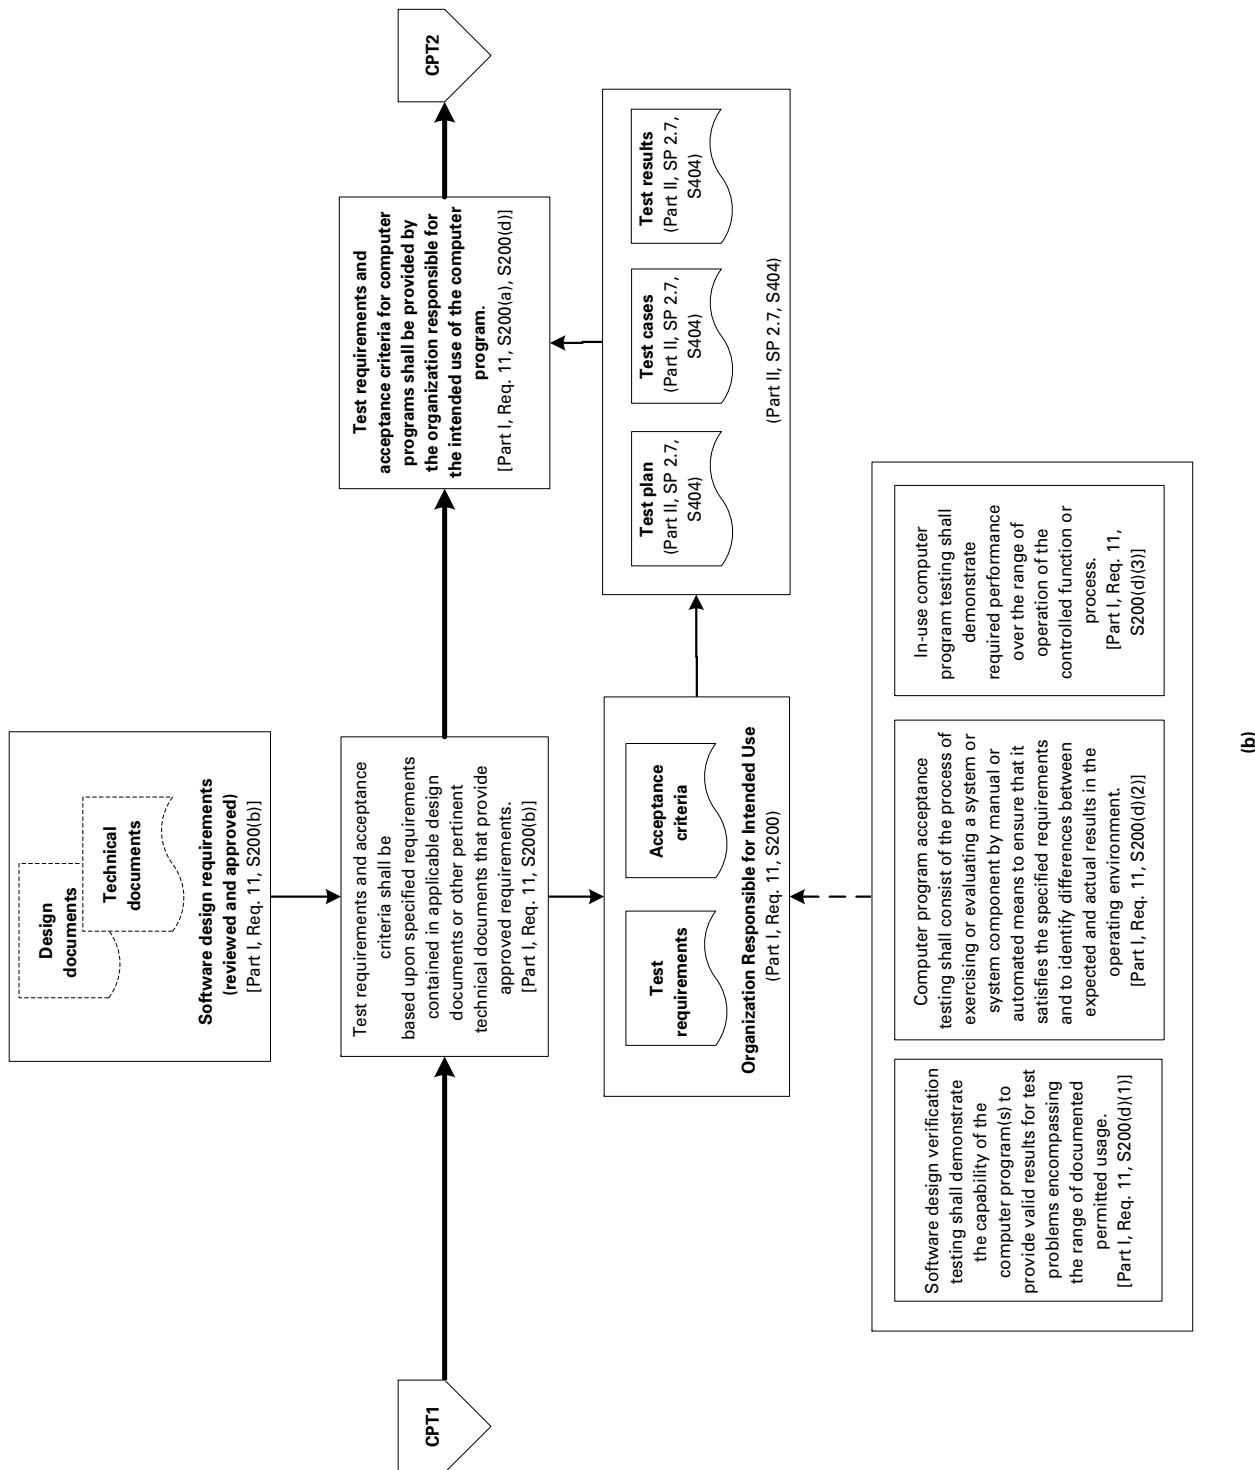 Design
documents
Technical
documents
Software design requirements
(reviewed and approved)
[Part I, Req. 11, S200(b)]
CPT1
Test requirements and acceptance
criteria shall be
based upon specified requirements
contained in applicable design
documents or other pertinent
technical documents that provide
approved requirements.
[Part I, Req. 11, S200(b)]
Test requirements and
acceptance criteria for computer
programs shall be provided by
the organization responsible for
the intended use of the computer
program.
[Part I, Req. 11, S200(a), S200(d)]
CPT2
Test
requirements
Acceptance
criteria
Organization Responsible for Intended Use
(Part I, Req. 11, S200)
Test plan
(Part II, SP 2.7,
S404)
Test cases
(Part II, SP 2.7,
S404)
Test results
(Part II, SP 2.7,
S404)
(Part II, SP 2.7, S404)
Software design verification
testing shall demonstrate
the capability of the
computer program(s) to
provide valid results for test
problems encompassing
the range of documented
permitted usage.
[Part I, Req. 11, S200(d)(1)]
Computer program acceptance
testing shall consist of the process of
exercising or evaluating a system or
system component by manual or
automated means to ensure that it
satisfies the specified requirements
and to identify differences between
expected and actual results in the
operating environment.
[Part I, Req. 11, S200(d)(2)]
In-use computer
program testing shall
demonstrate
required performance
over the range of
operation of the
controlled function or
process.
[Part I, Req. 11,
S200(d)(3)]
(b)